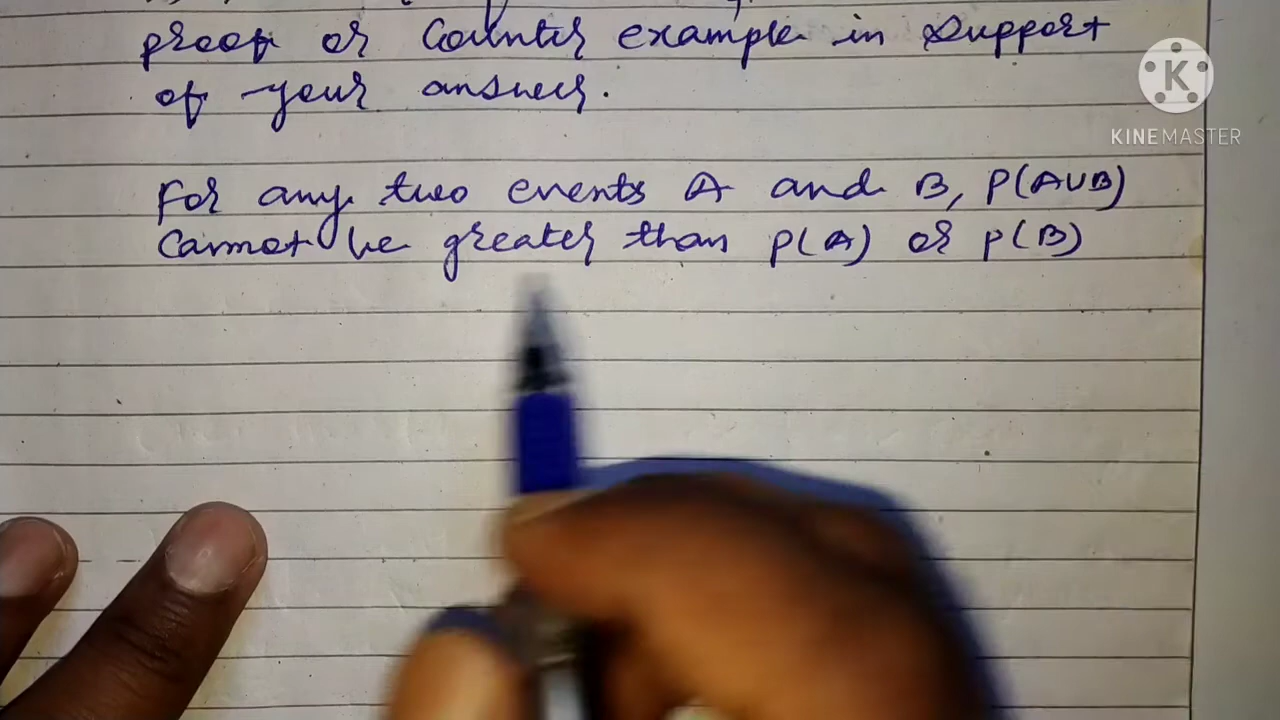 proof or Counter example in Support
of your answer.
K
KINEMASTER
For any two events A and B, P(AUB)
Cannot be greater than P(A) or P(B)